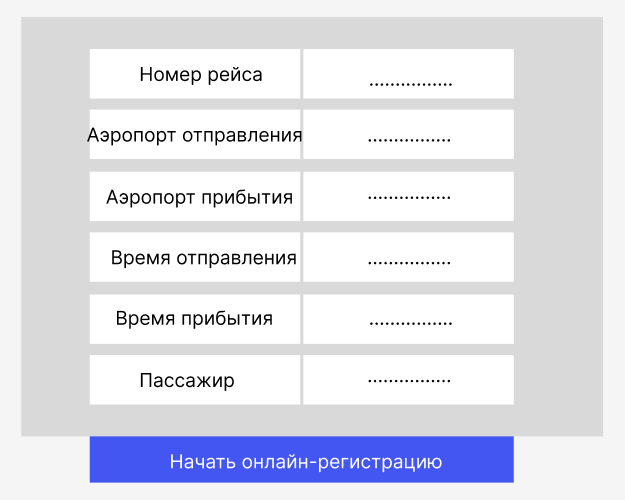 Номер рейса ................
Аэропорт отправления ................
Аэропорт прибытия ................
Время отправления ................
Время прибытия ................
Пассажир ................
Начать онлайн-регистрацию